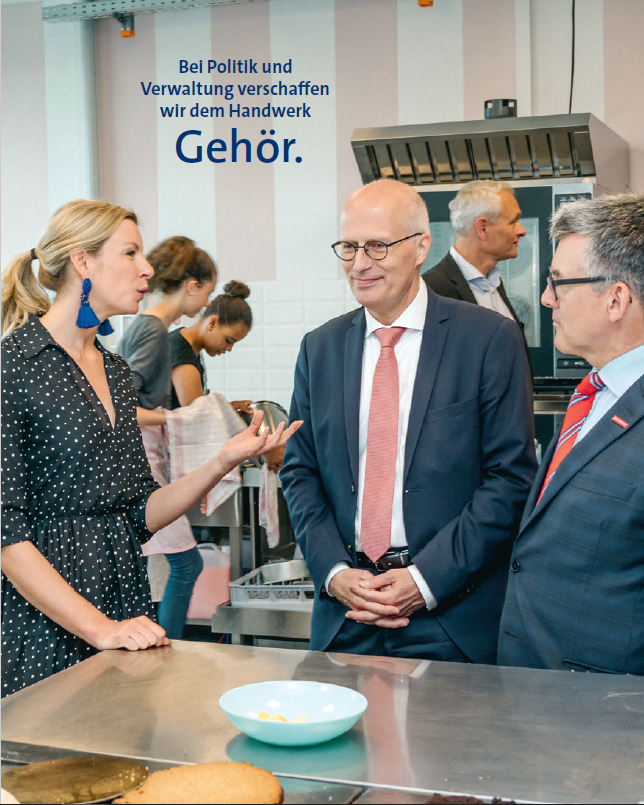 Bei Politik und
Verwaltung verschaffen
wir dem Handwerk
Gehör.